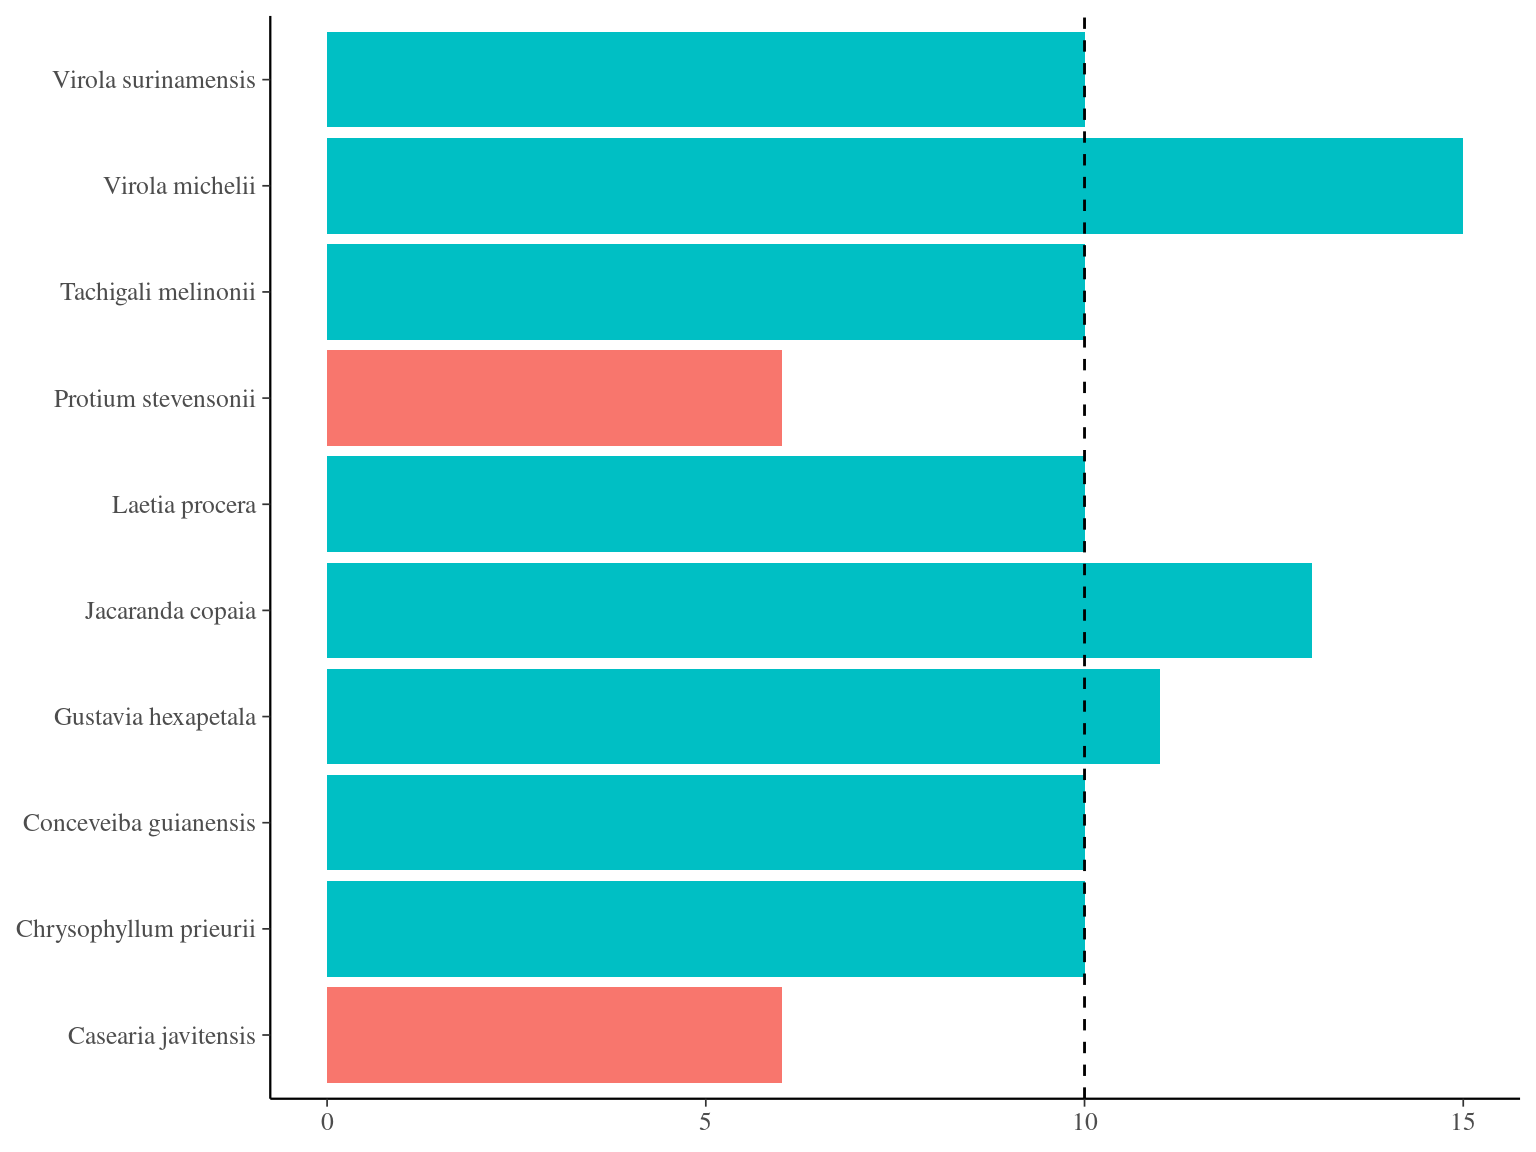 Virola surinamensis
Virola michelii
Tachigali melinonii
Protium stevensonii
Laetia procera
Jacaranda copaia
Gustavia hexapetala
Conceveiba guianensis
Chrysophyllum prieurii
Casearia javitensis
0 5 10 15